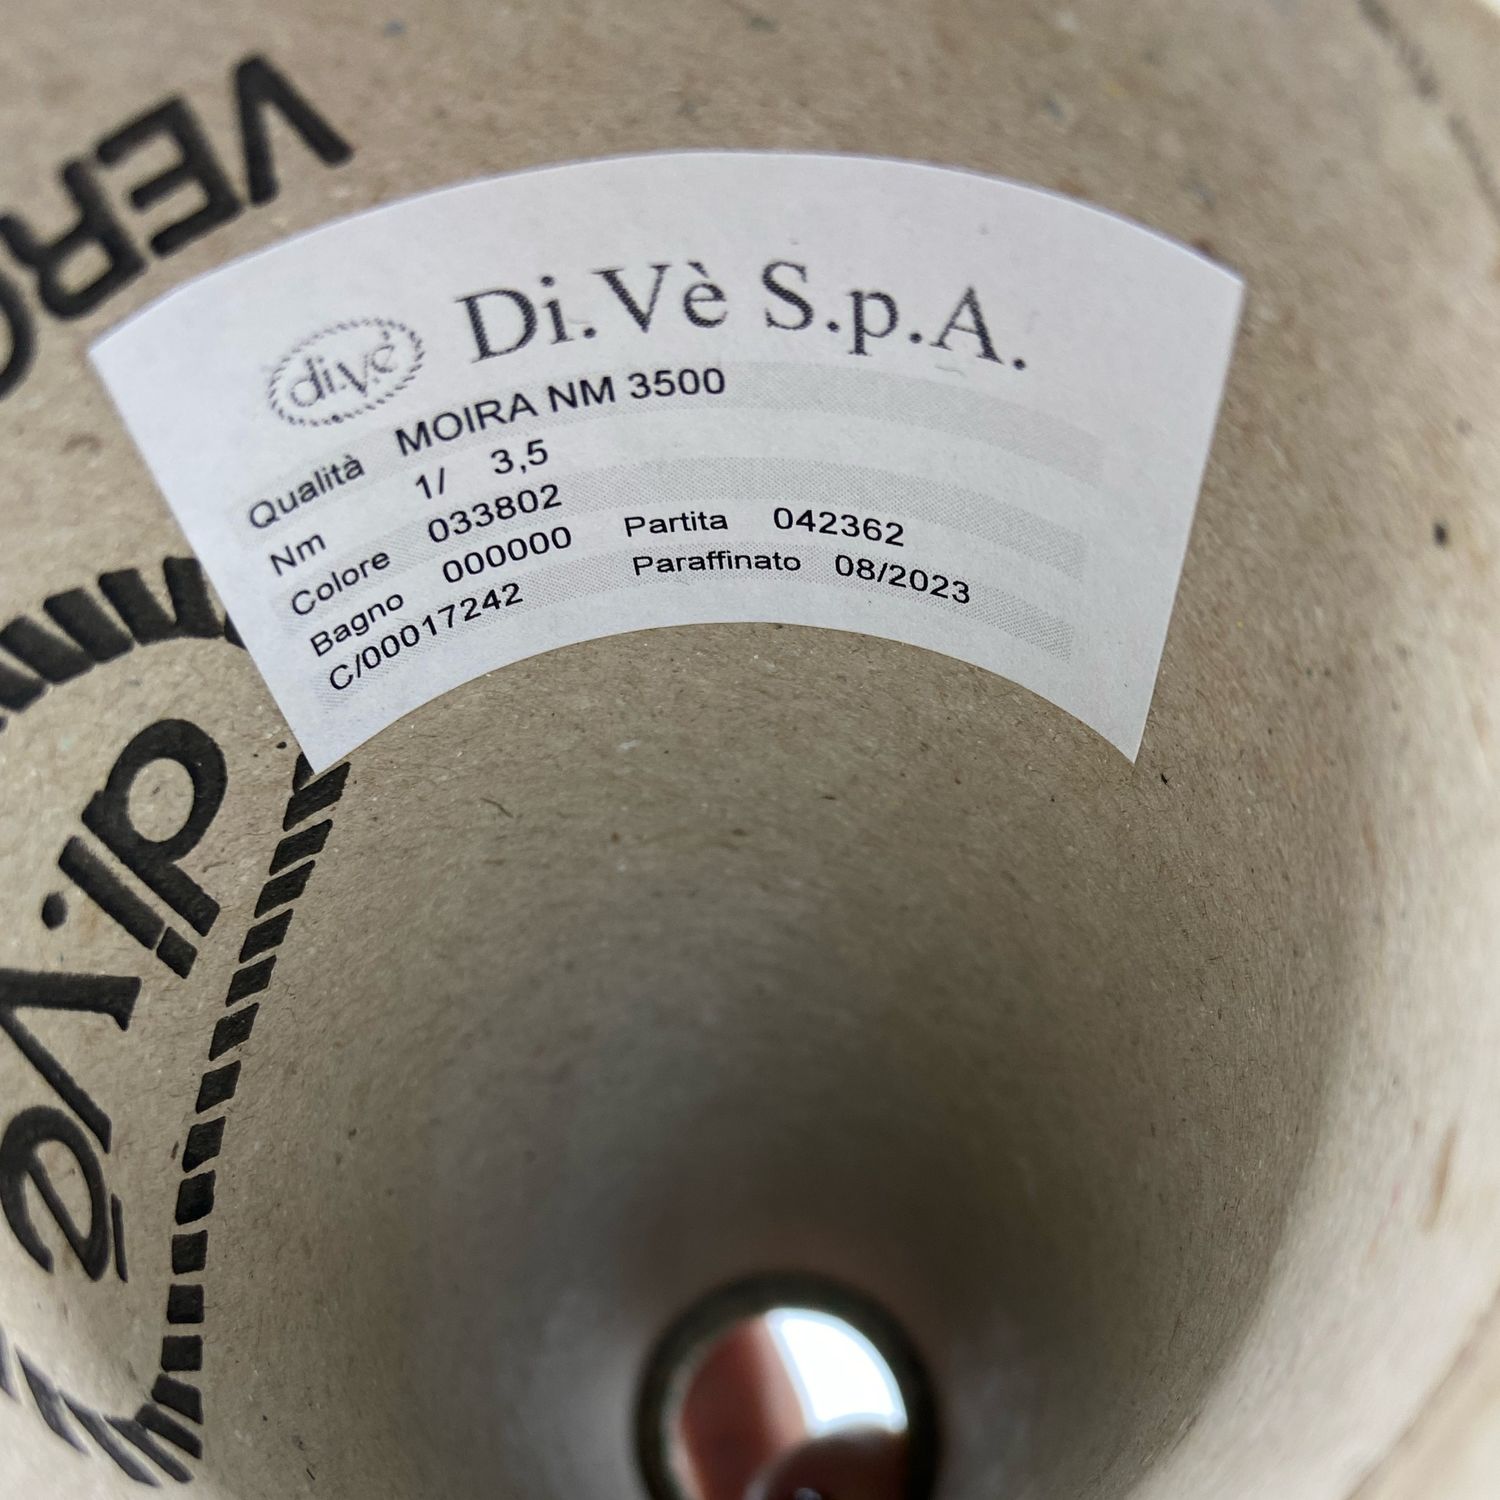 di.vè Di.Vè S.p.A.
Qualità MOIRA NM 3500
Nm 1/ 3,5
Colore 033802
Bagno 000000 Partita 042362
C/00017242 Paraffinato 08/2023
di.vè